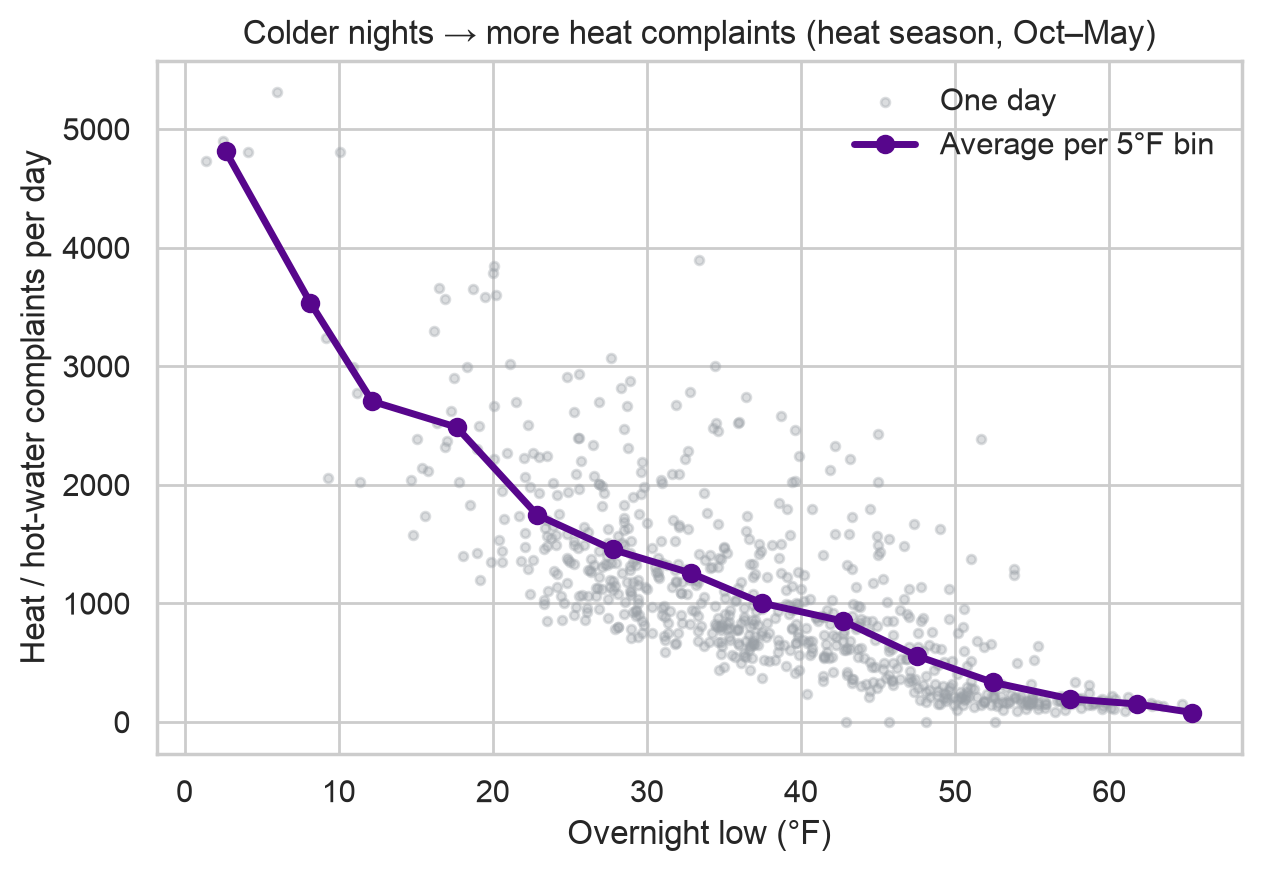 Colder nights → more heat complaints (heat season, Oct–May)
One day
Average per 5°F bin
Heat / hot-water complaints per day
5000
4000
3000
2000
1000
0
0 10 20 30 40 50 60
Overnight low (°F)